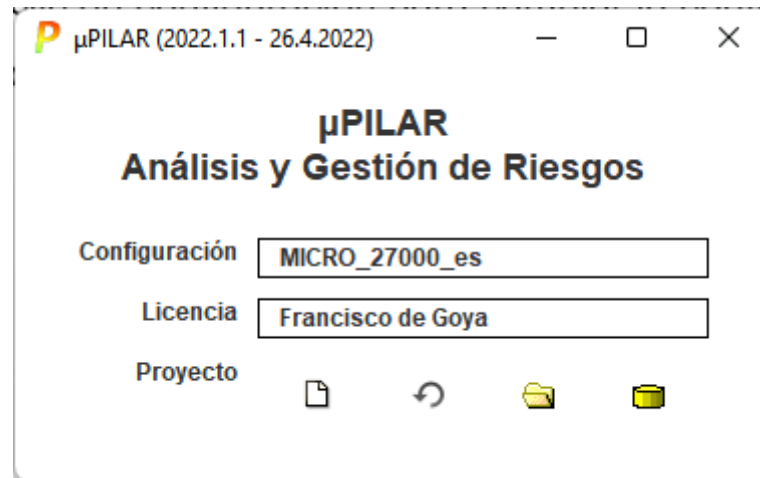 µPILAR (2022.1.1 - 26.4.2022)
µPILAR
Análisis y Gestión de Riesgos
Configuración MICRO_27000_es
Licencia Francisco de Goya
Proyecto